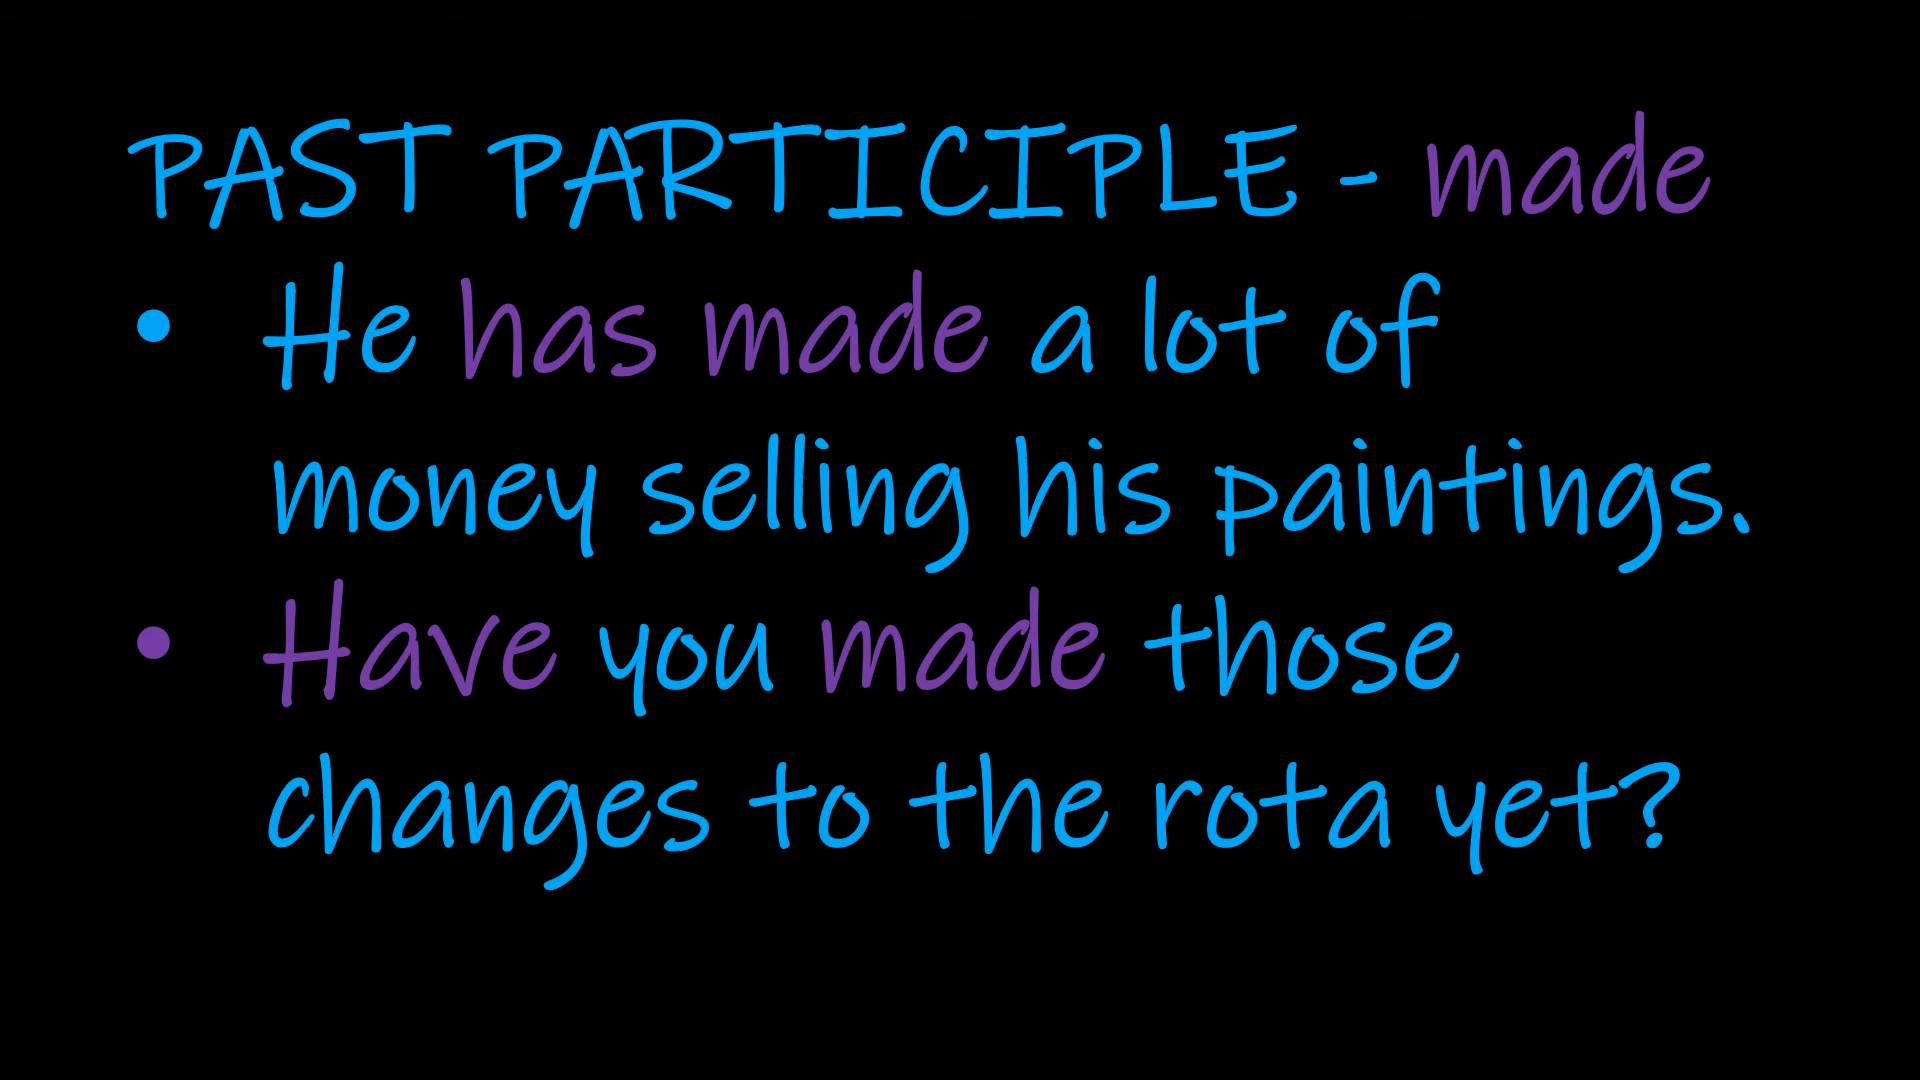 PAST PARTICIPLE - made
• He has made a lot of
money selling his paintings.
• Have you made those
changes to the rota yet?